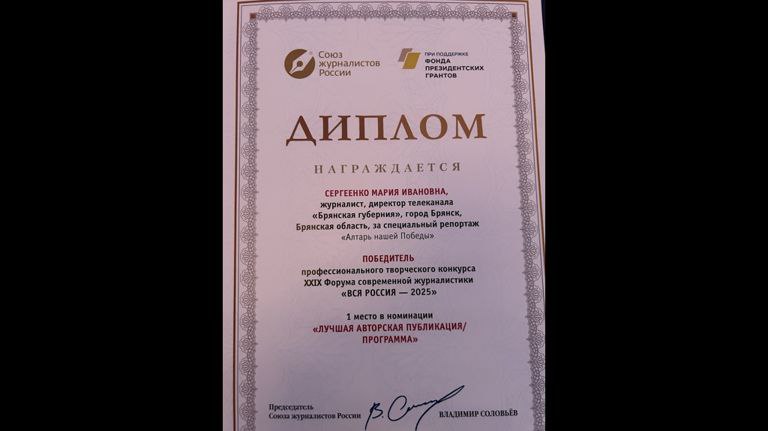 Союз
журналистов
России
ПРИ ПОДДЕРЖКЕ
ФОНДА
ПРЕЗИДЕНТСКИХ
ГРАНТОВ
ДИПЛОМ
НАГРАЖДАЕТСЯ
СЕРГЕЕНКО МАРИЯ ИВАНОВНА,
журналист, директор телеканала
«Брянская губерния», город Брянск,
Брянская область, за специальный репортаж
«Алтарь нашей Победы»
ПОБЕДИТЕЛЬ
профессионального творческого конкурса
XXIX Форума современной журналистики
«ВСЯ РОССИЯ — 2025»
1 место в номинации
«ЛУЧШАЯ АВТОРСКАЯ ПУБЛИКАЦИЯ/
ПРОГРАММА»
Председатель
Союза журналистов России
ВЛАДИМИР СОЛОВЬЁВ